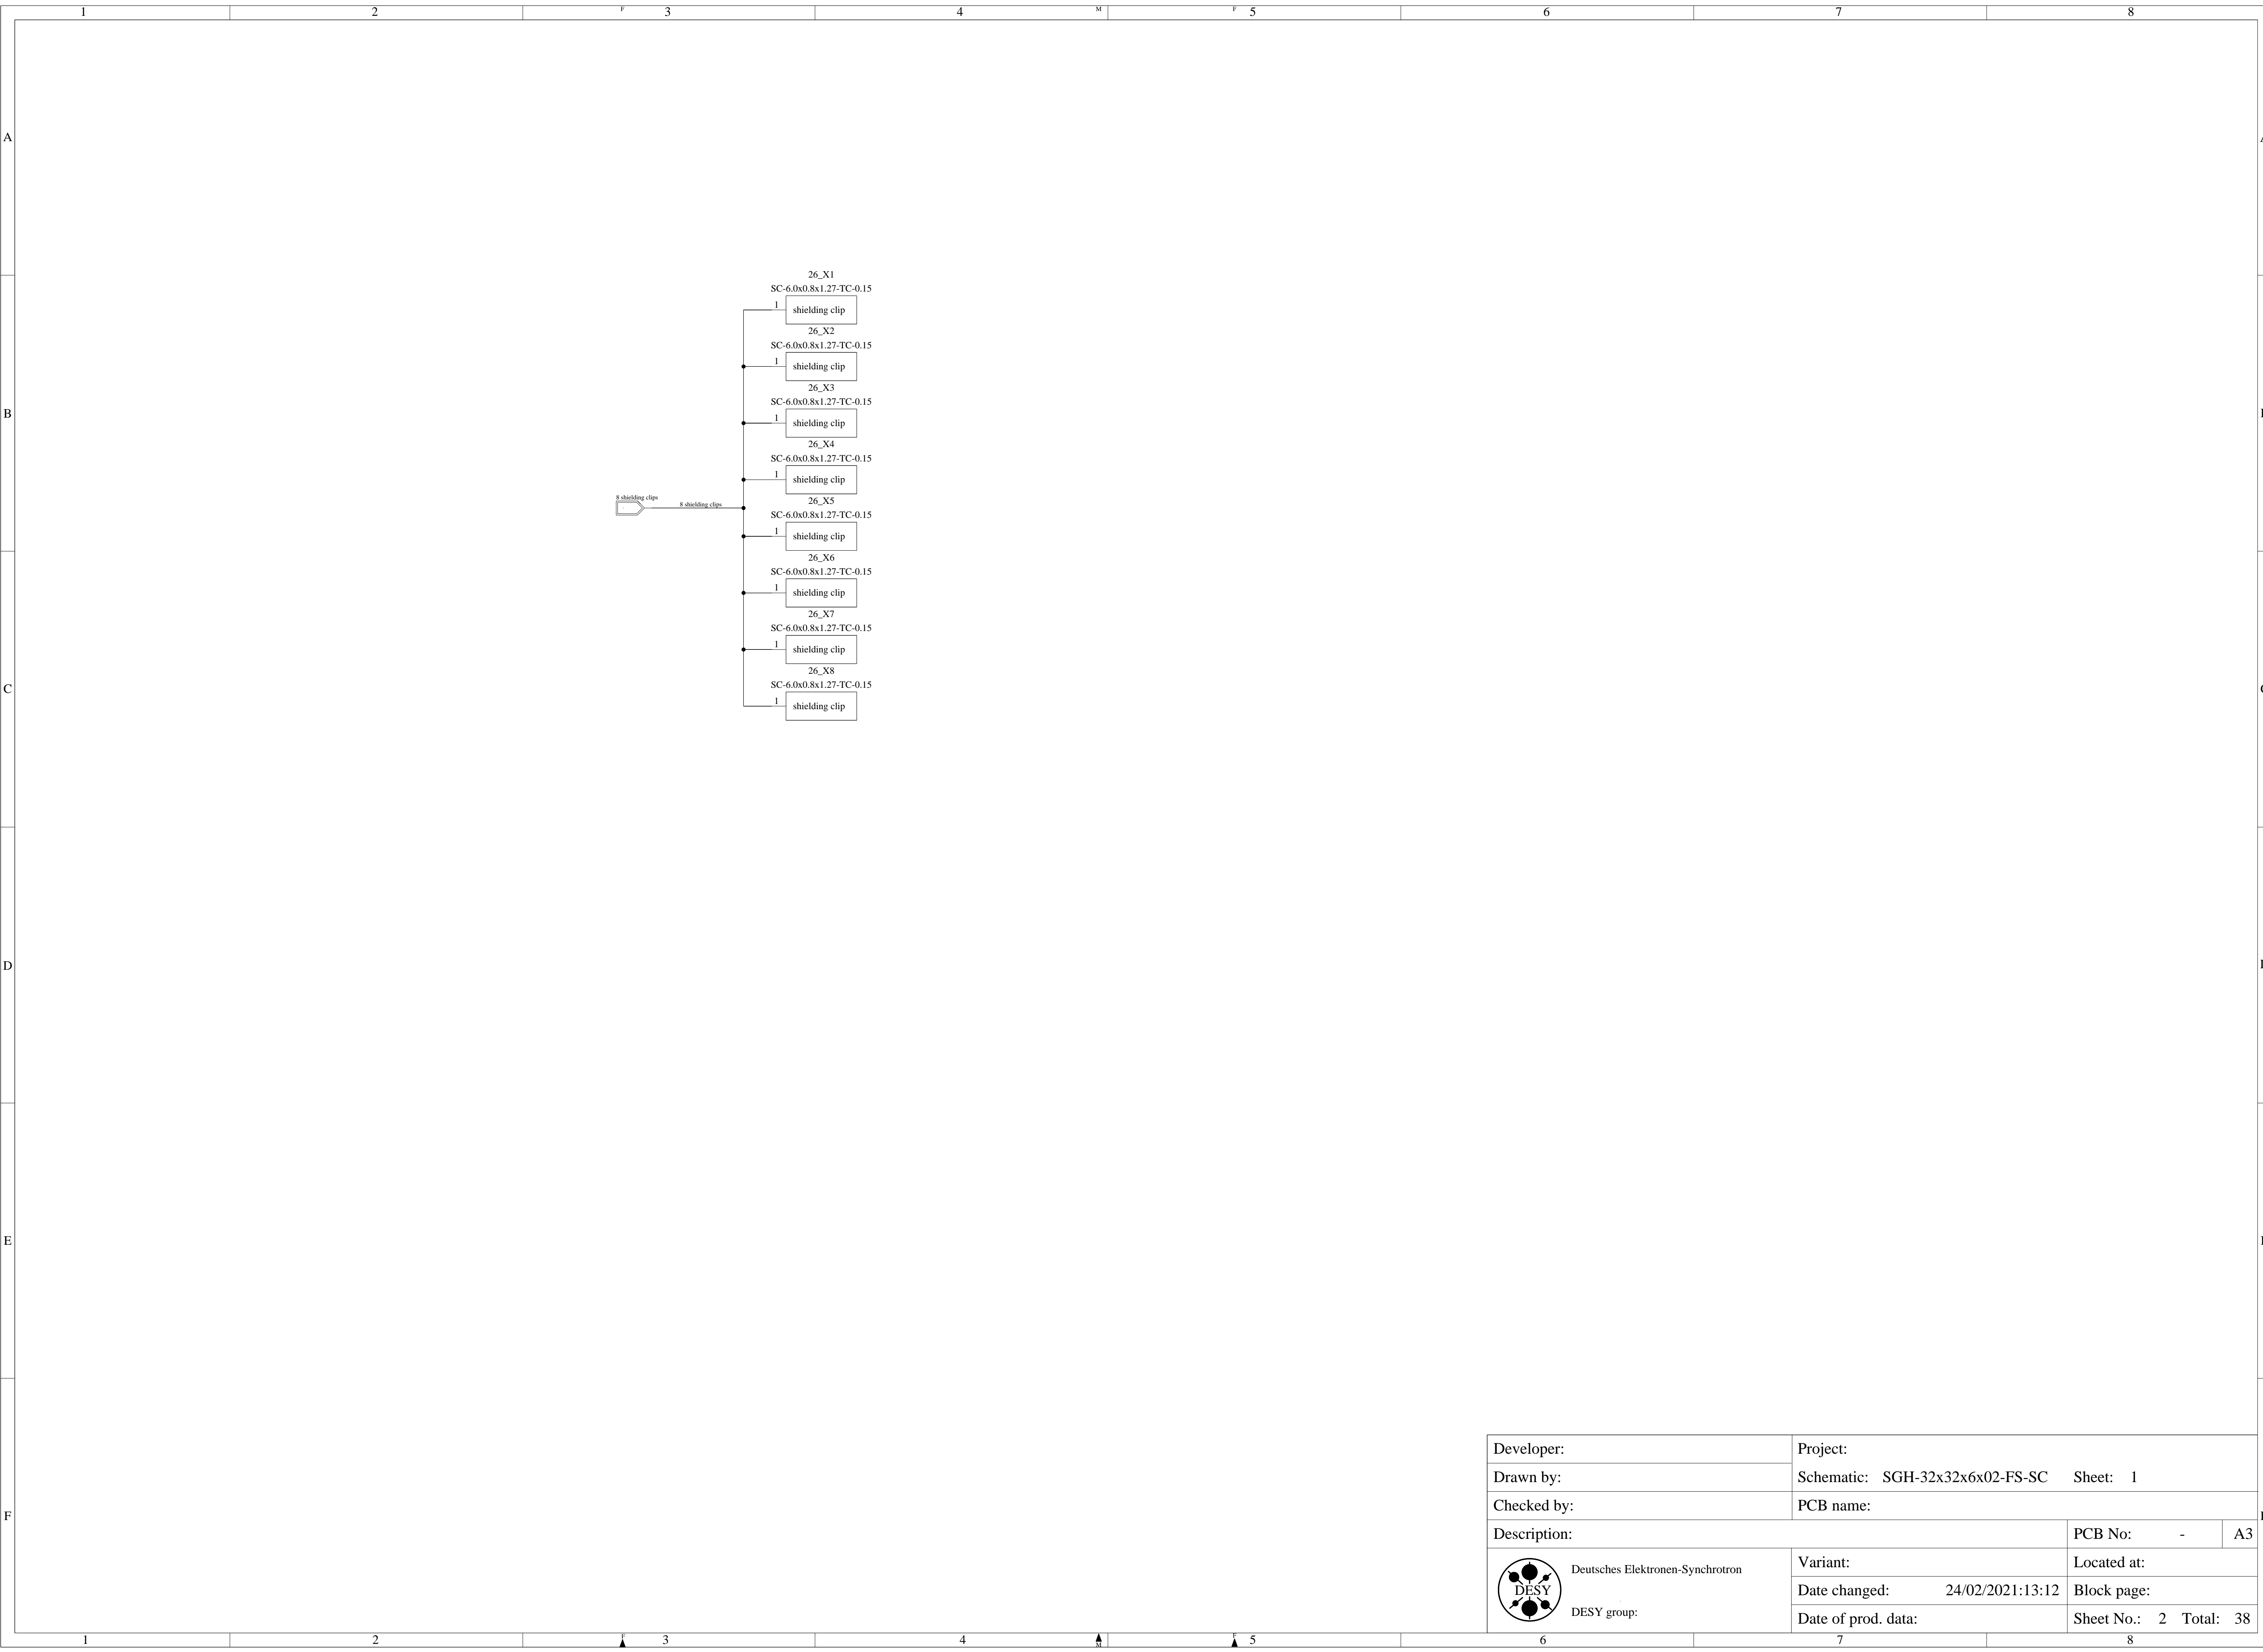 1 2 F 3 4 M F 5 6 7 8
A
26_X1
SC-6.0x0.8x1.27-TC-0.15
1 shielding clip
26_X2
SC-6.0x0.8x1.27-TC-0.15
1 shielding clip
26_X3
SC-6.0x0.8x1.27-TC-0.15
1 shielding clip
B
26_X4
SC-6.0x0.8x1.27-TC-0.15
1 shielding clip
8 shielding clips
8 shielding clips
26_X5
SC-6.0x0.8x1.27-TC-0.15
1 shielding clip
26_X6
SC-6.0x0.8x1.27-TC-0.15
1 shielding clip
26_X7
SC-6.0x0.8x1.27-TC-0.15
1 shielding clip
26_X8
SC-6.0x0.8x1.27-TC-0.15
C
1 shielding clip
D
E
F
Developer: Project:
Drawn by: Schematic: SGH-32x32x6x02-FS-SC Sheet: 1
Checked by: PCB name:
Description: PCB No: - A3
DESY
Deutsches Elektronen-Synchrotron
DESY group:
Variant: Located at:
Date changed: 24/02/2021:13:12 Block page:
Date of prod. data: Sheet No.: 2 Total: 38
1 2 F 3 4 M F 5 6 7 8